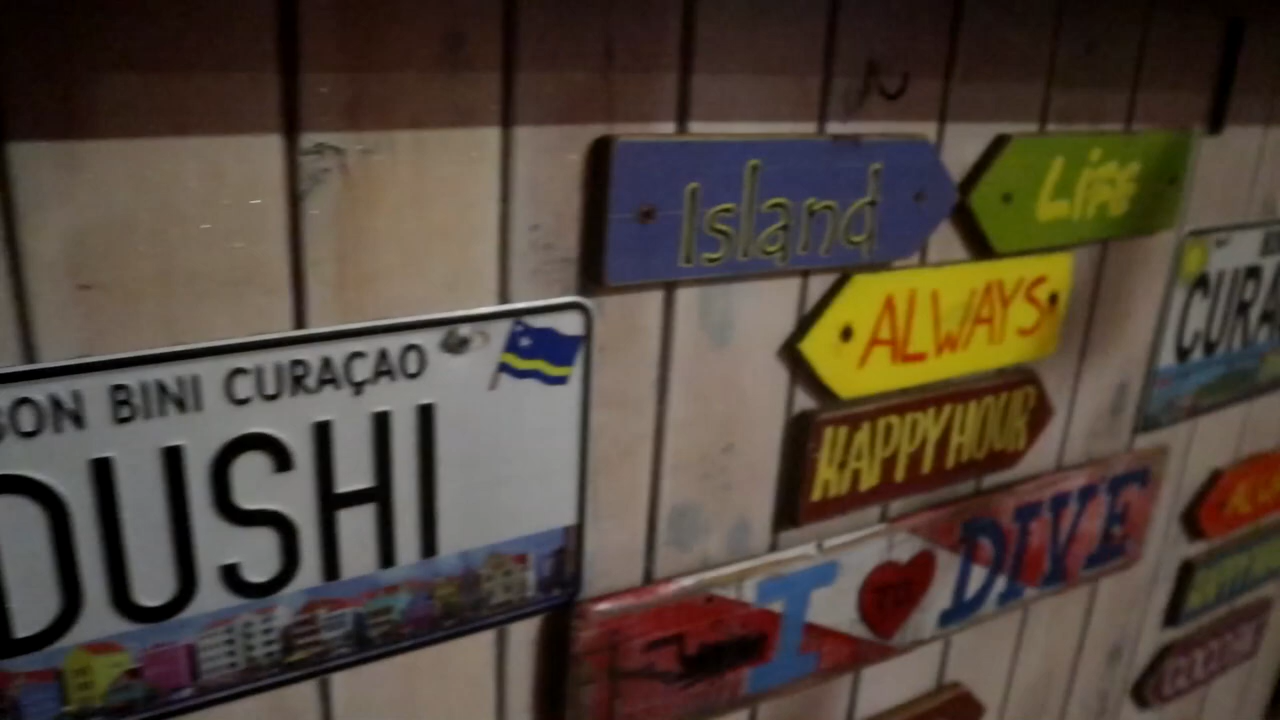 BON BINI CURAÇAO
DUSHI
Island
LiFE
ALWAYS
HAPPY HOUR
I DIVE
CURA